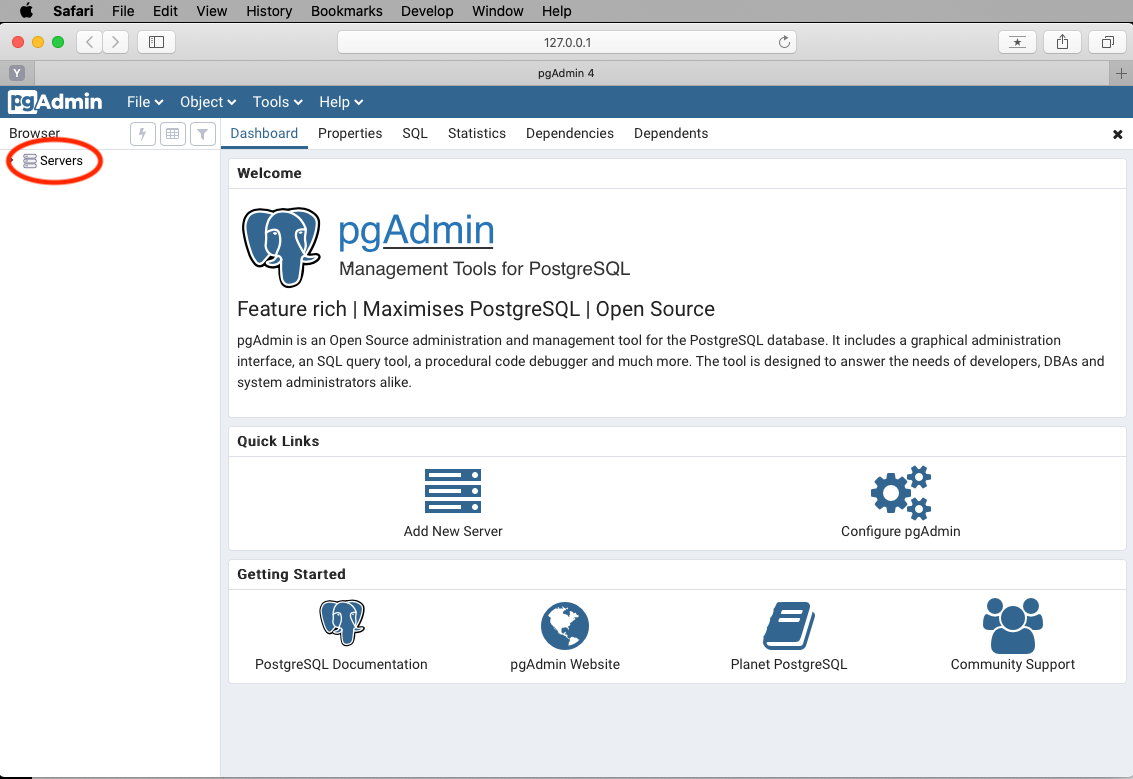 Safari File Edit View History Bookmarks Develop Window Help
127.0.0.1
Y
pgAdmin 4
pgAdmin File Object Tools Help
Browser
Dashboard Properties SQL Statistics Dependencies Dependents
Servers
Welcome
pgAdmin
Management Tools for PostgreSQL
Feature rich | Maximises PostgreSQL | Open Source
pgAdmin is an Open Source administration and management tool for the PostgreSQL database. It includes a graphical administration
interface, an SQL query tool, a procedural code debugger and much more. The tool is designed to answer the needs of developers, DBAs and
system administrators alike.
Quick Links
Add New Server
Configure pgAdmin
Getting Started
PostgreSQL Documentation
pgAdmin Website
Planet PostgreSQL
Community Support